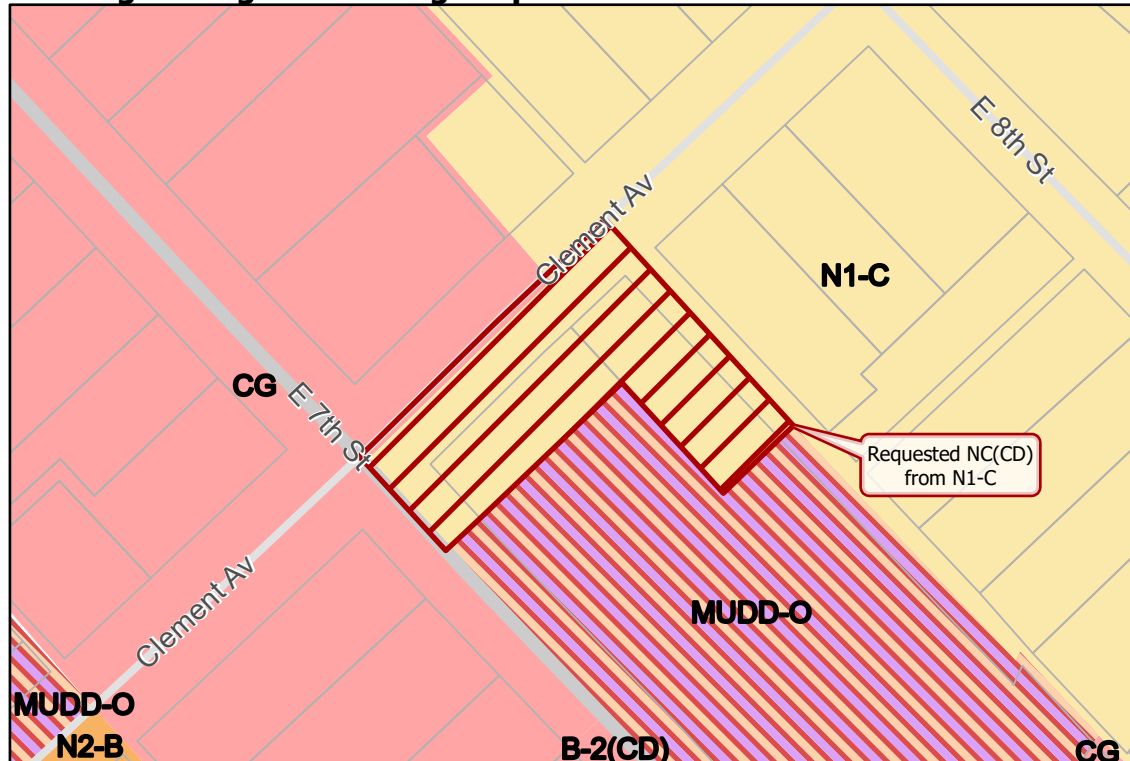 E 8th St
Clement Av
N1-C
CG
E 7th St
Requested NC(CD)
from N1-C
MUDD-O
Clement Av
MUDD-O
N2-B
B-2(CD)
CG